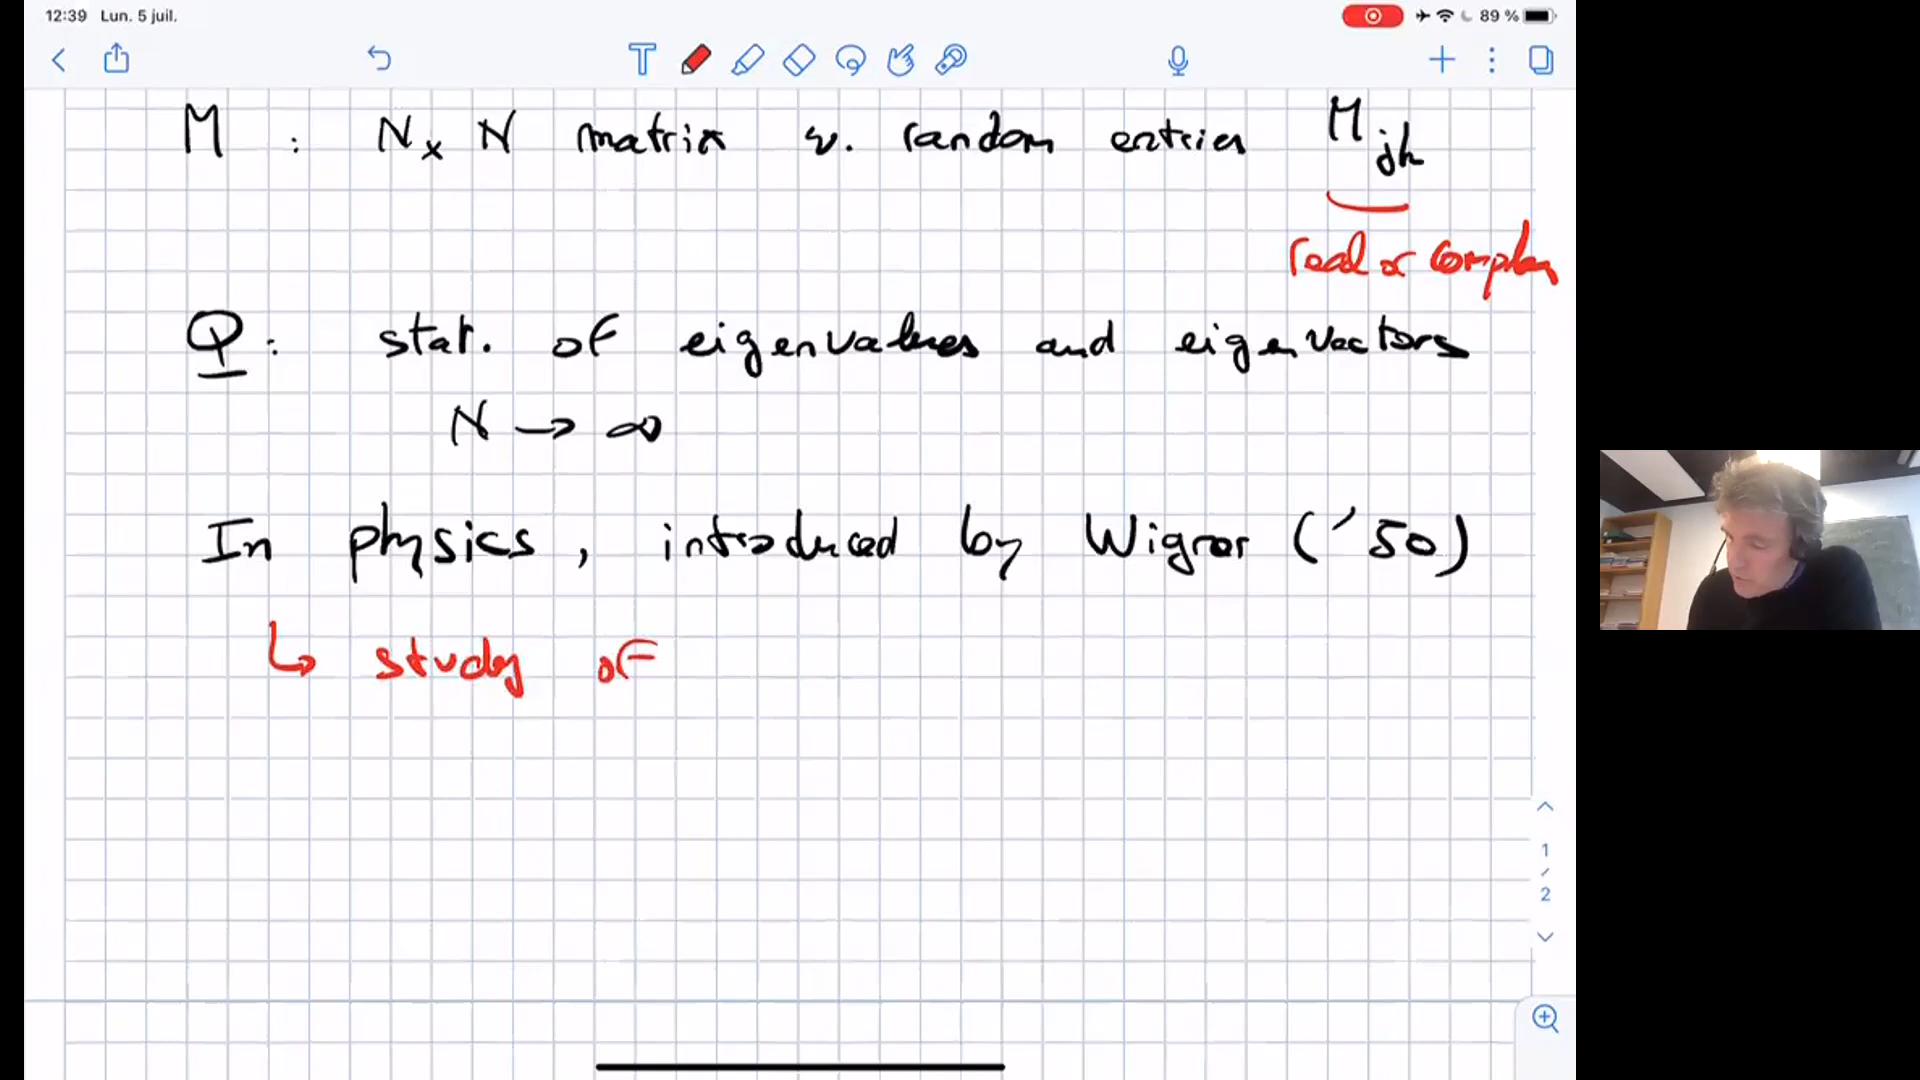 12:39 Lun. 5 juil. 89 %
M : N x N matrix w. random entries M jk
real or complex
Q : stat. of eigenvalues and eigenvectors
N → ∞
In physics , introduced by Wigner ( '50 )
↳ study of
1
/
2